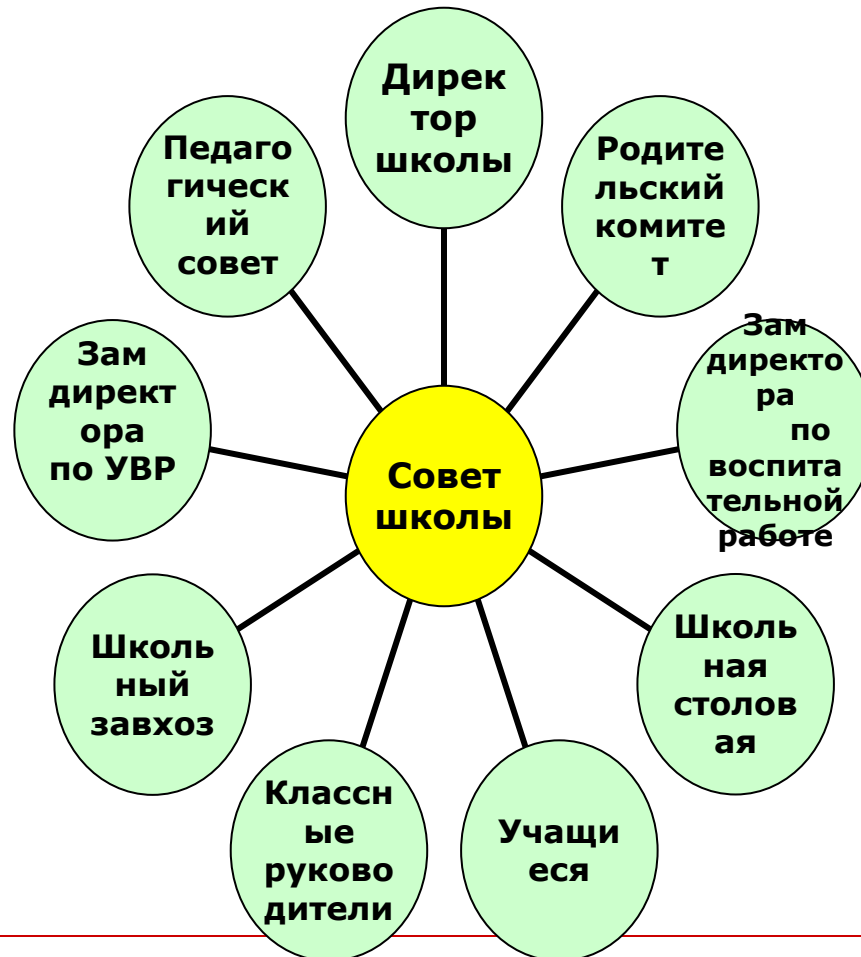 Дирек
тор
школы
Родите
льский
комите
т
Зам
директо
ра
по
воспита
тельной
работе
Школь
ная
столов
ая
Учащи
еся
Классн
ые
руково
дители
Школь
ный
завхоз
Зам
директ
ора
по УВР
Педаго
гическ
ий
совет
Совет
школы